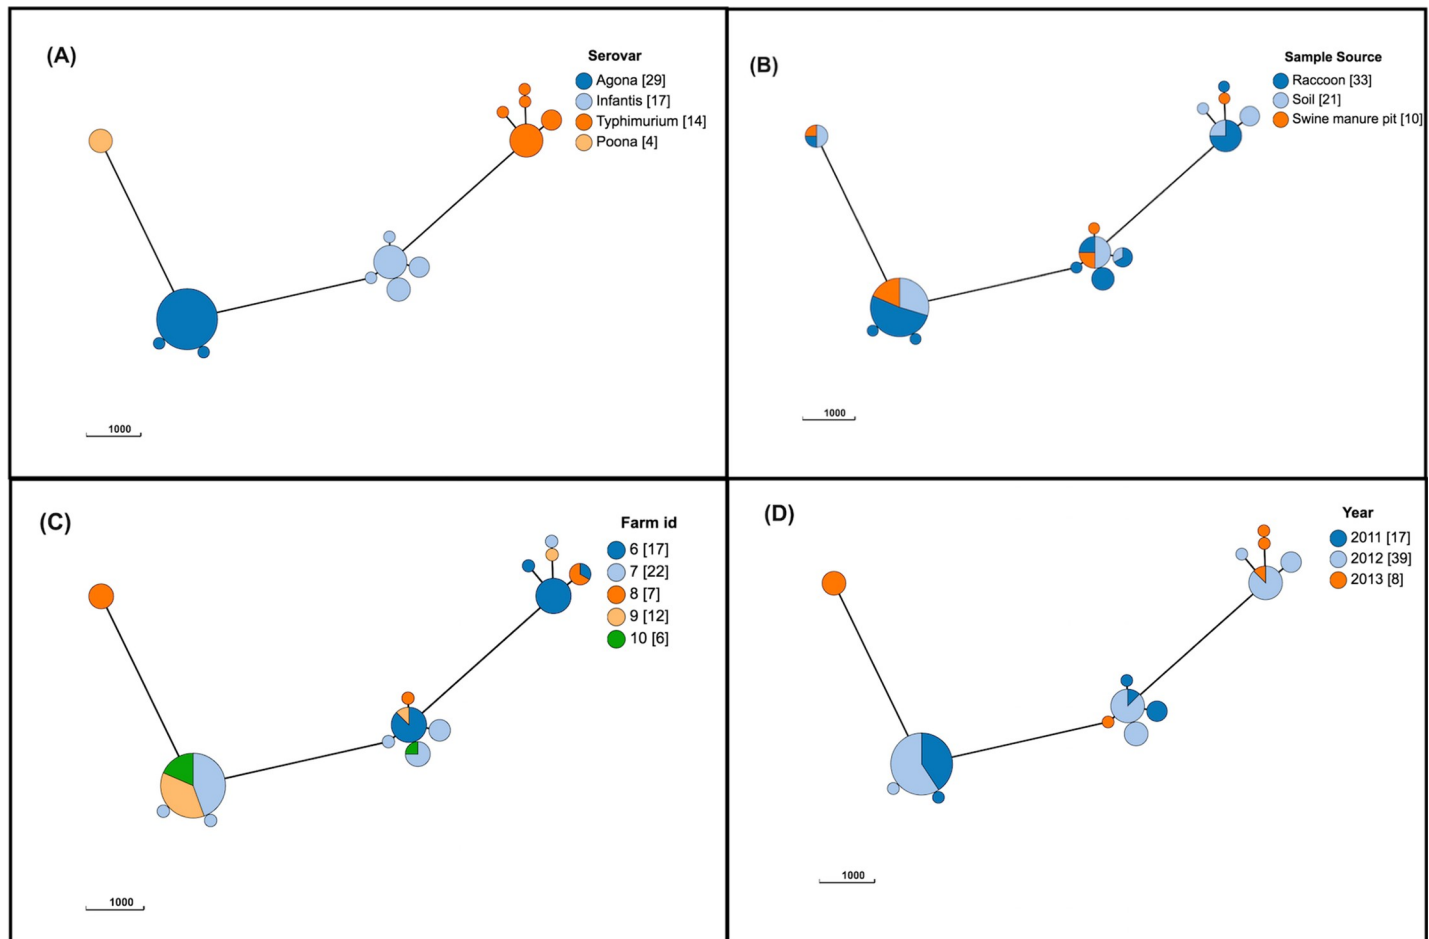 (A)
Serovar
Agona [29]
Infantis [17]
Typhimurium [14]
Poona [4]
1000
(B)
Sample Source
Raccoon [33]
Soil [21]
Swine manure pit [10]
1000
(C)
Farm id
6 [17]
7 [22]
8 [7]
9 [12]
10 [6]
1000
(D)
Year
2011 [17]
2012 [39]
2013 [8]
1000